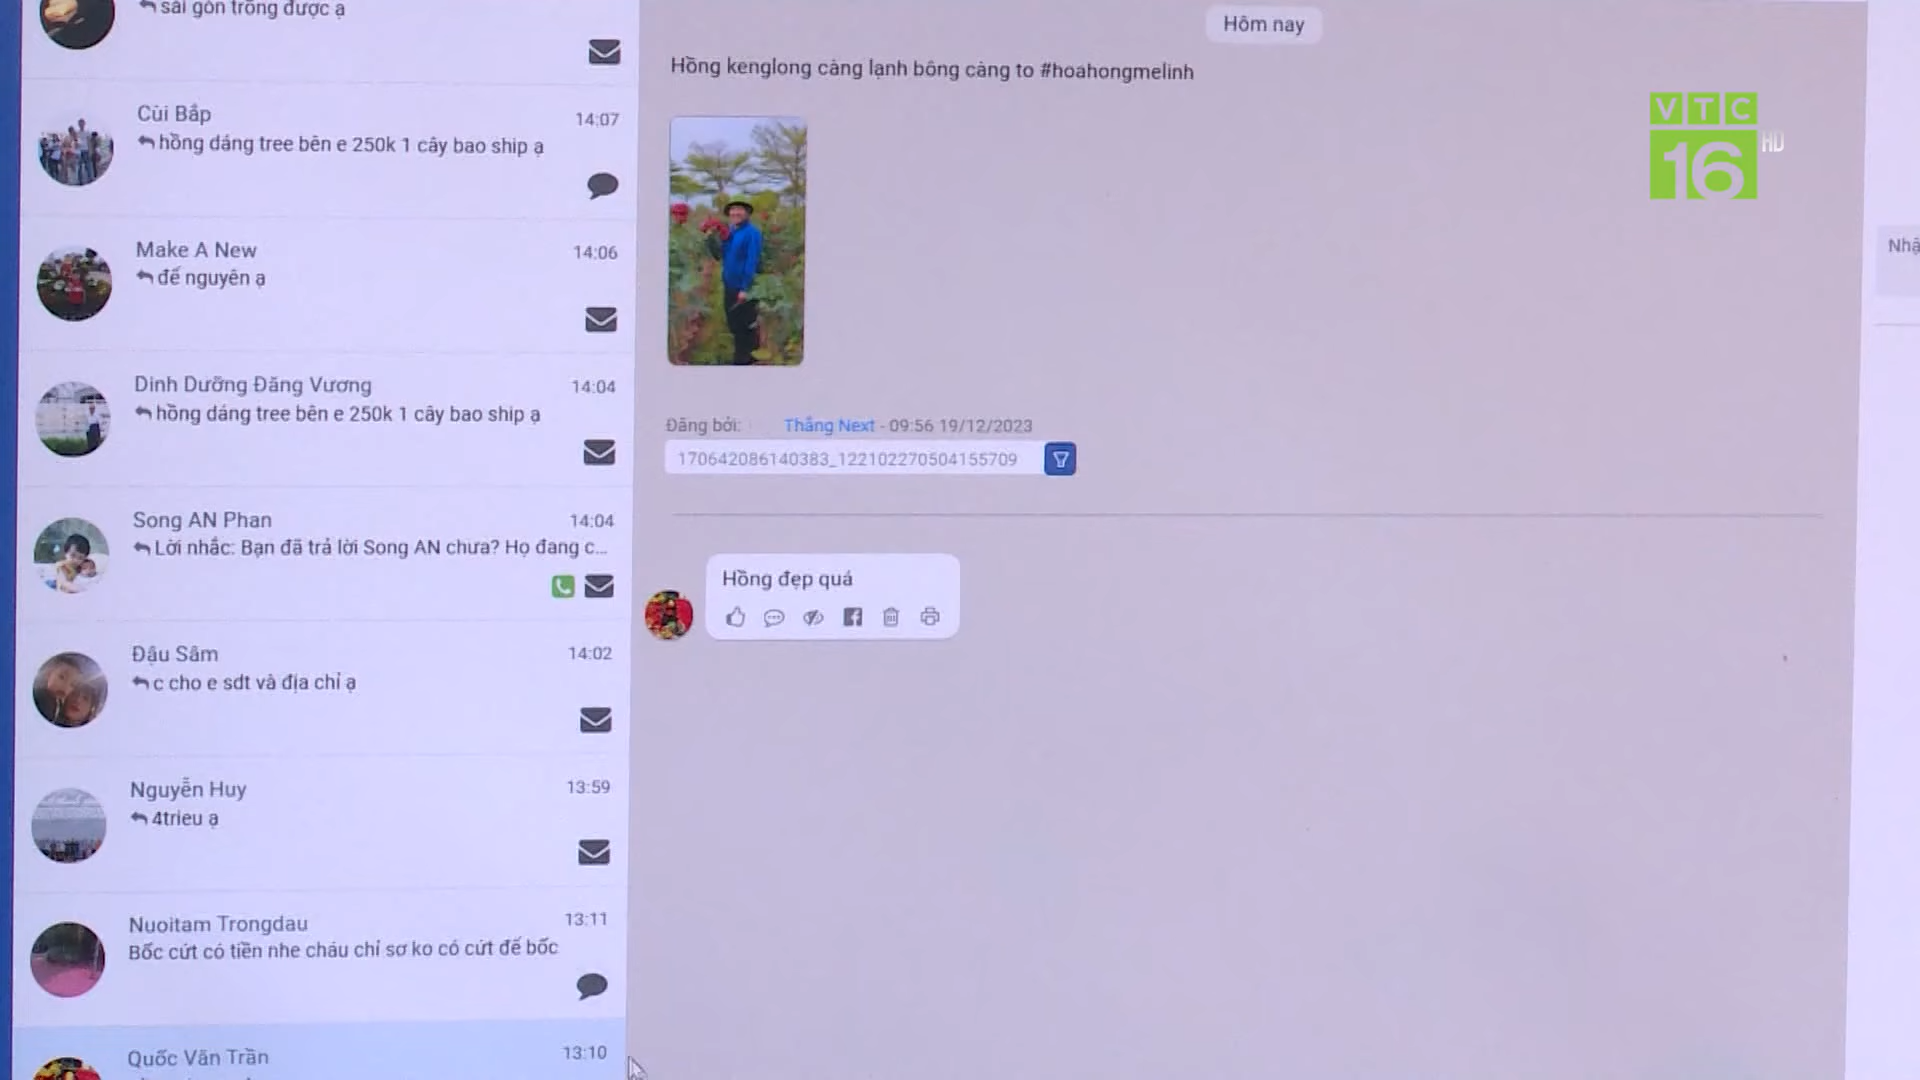 sài gòn trồng được ạ
Cùi Bắp
14:07
hồng dáng tree bên e 250k 1 cây bao ship ạ
Make A New
14:06
đế nguyên ạ
Dinh Dưỡng Đăng Vương
14:04
hồng dáng tree bên e 250k 1 cây bao ship ạ
Song AN Phan
14:04
Lời nhắc: Bạn đã trả lời Song AN chưa? Họ đang c...
Đậu Sâm
14:02
c cho e sdt và địa chỉ ạ
Nguyễn Huy
13:59
4trieu ạ
Nuoitam Trongdau
13:11
Bốc cứt có tiền nhe cháu chỉ sơ ko có cứt để bốc
Quốc Văn Trần
13:10
Hôm nay
Hồng kenglong càng lạnh bông càng to #hoahongmelinh
Đăng bởi: Thắng Next - 09:56 19/12/2023
170642086140383_122102270504155709
Hồng đẹp quá
VTC
16 HD